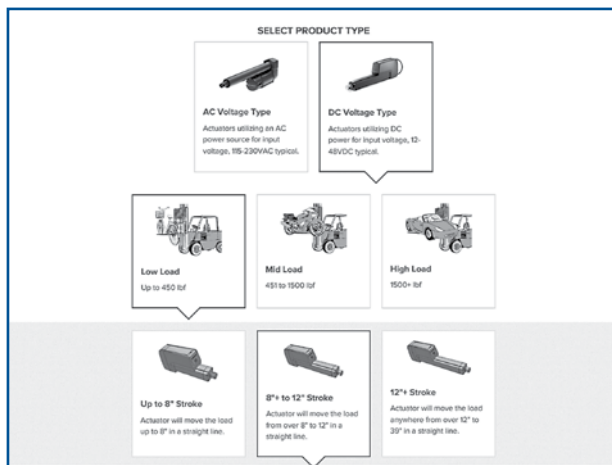 SELECT PRODUCT TYPE
AC Voltage Type
Actuators utilizing an AC
power source for input
voltage, 115-230VAC typical.
DC Voltage Type
Actuators utilizing DC
power for input voltage, 12-
48VDC typical.
Low Load
Up to 450 lbf
Mid Load
451 to 1500 lbf
High Load
1500+ lbf
Up to 8" Stroke
Actuator will move the load
up to 8" in a straight line.
8"+ to 12" Stroke
Actuator will move the load
from over 8" to 12" in a
straight line.
12"+ Stroke
Actuator will move the load
anywhere from over 12" to
39" in a straight line.